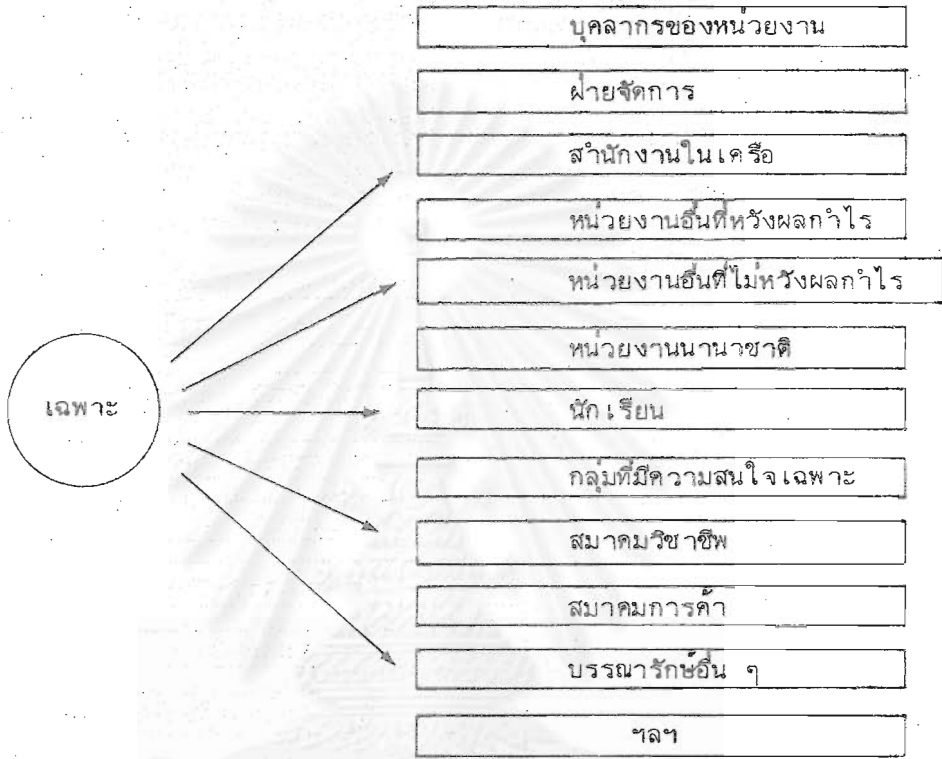 บุคลากรของหน่วยงาน
ฝ่ายจัดการ
สำนักงานในเครือ
หน่วยงานอื่นที่หวังผลกำไร
หน่วยงานอื่นที่ไม่หวังผลกำไร
หน่วยงานนานาชาติ
เฉพาะ
นักเรียน
กลุ่มที่มีความสนใจเฉพาะ
สมาคมวิชาชีพ
สมาคมการค้า
บรรณารักษ์อื่น ๆ
ฯลฯ